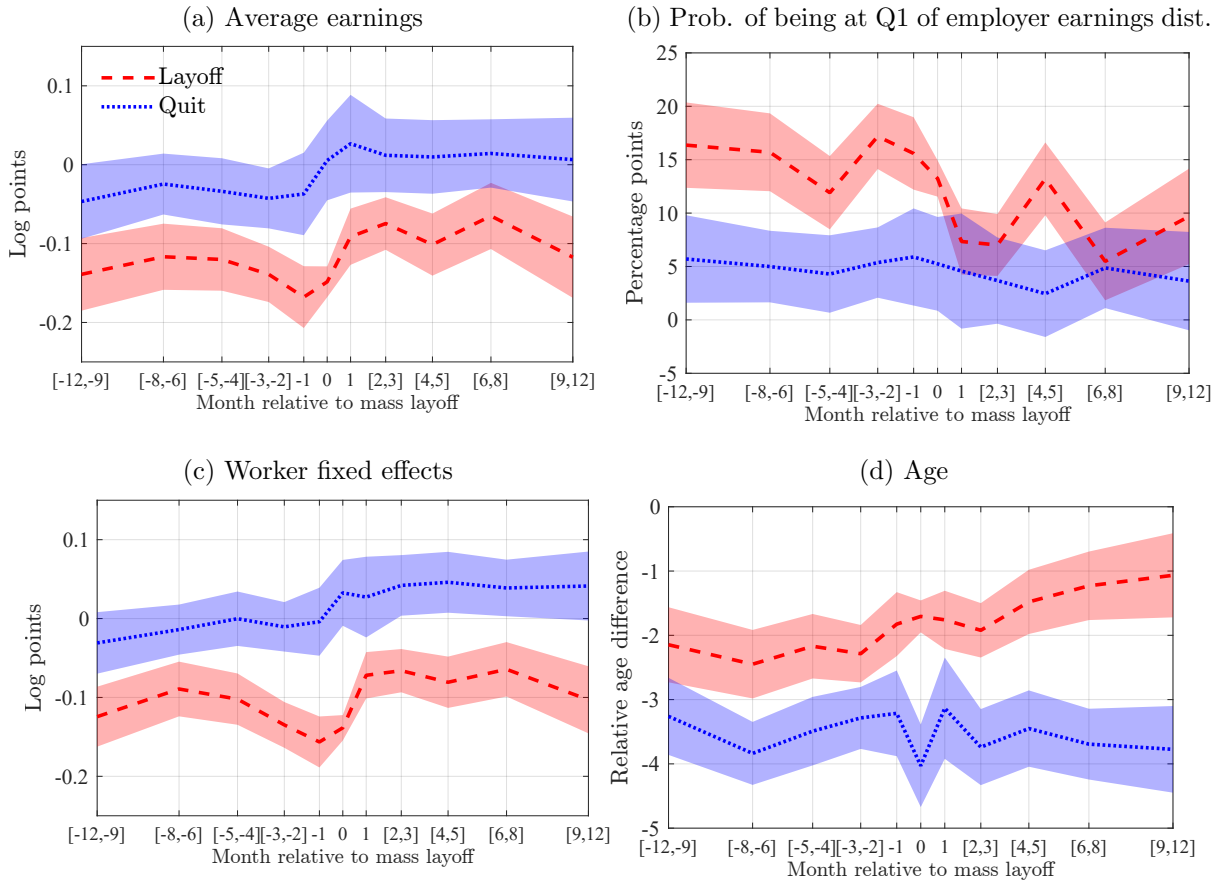 (a) Average earnings
0.1
0
-0.1
-0.2
Log points
Layoff
Quit
[-12,-9] [-8,-6] [-5,-4] [-3,-2] -1 0 1 [2,3] [4,5] [6,8] [9,12]
Month relative to mass layoff
(b) Prob. of being at Q1 of employer earnings dist.
25
20
15
10
5
0
-5
Percentage points
[-12,-9] [-8,-6] [-5,-4] [-3,-2] -1 0 1 [2,3] [4,5] [6,8] [9,12]
Month relative to mass layoff
(c) Worker fixed effects
0.1
0
-0.1
-0.2
Log points
[-12,-9] [-8,-6] [-5,-4] [-3,-2] -1 0 1 [2,3] [4,5] [6,8] [9,12]
Month relative to mass layoff
(d) Age
0
-1
-2
-3
-4
-5
Relative age difference
[-12,-9] [-8,-6] [-5,-4] [-3,-2] -1 0 1 [2,3] [4,5] [6,8] [9,12]
Month relative to mass layoff